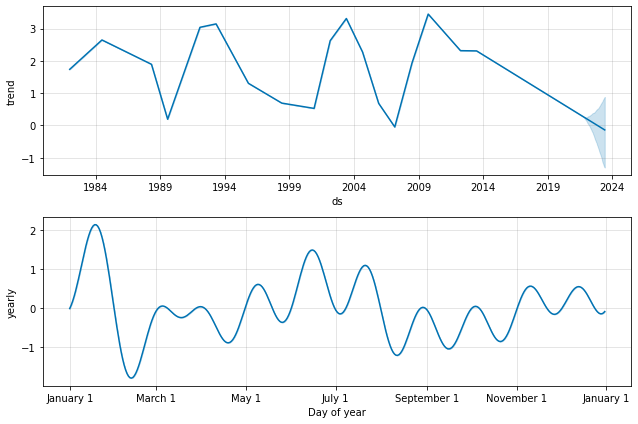 3
2
1
0
−1
trend
1984 1989 1994 1999 2004 2009 2014 2019 2024
ds
2
1
0
−1
yearly
January 1 March 1 May 1 July 1 September 1 November 1 January 1
Day of year